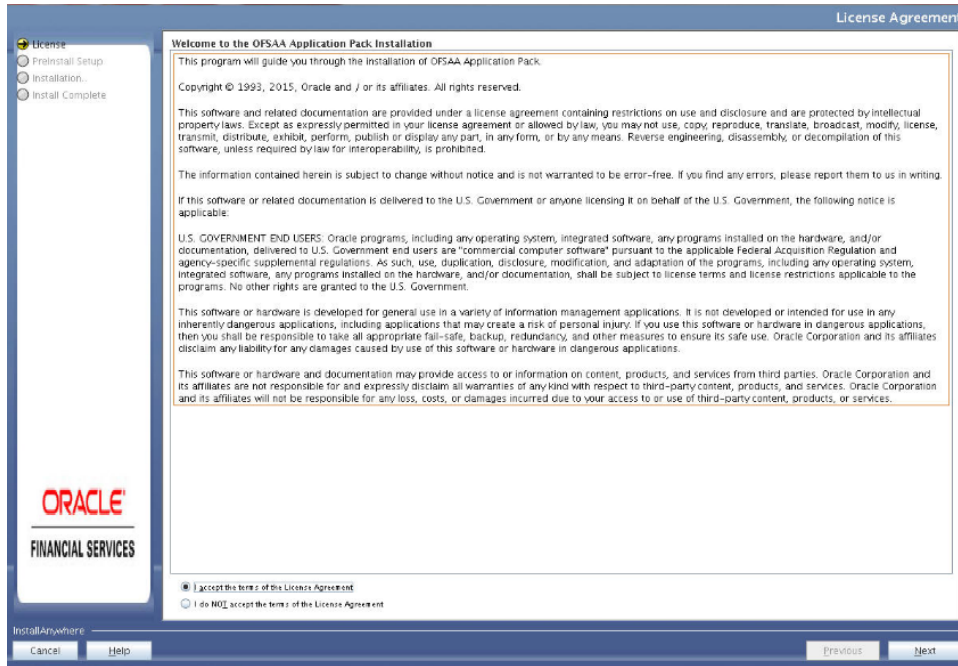 License Agreement
License
Preinstall Setup
Installation..
Install Complete
Welcome to the OFSAA Application Pack Installation
This program will guide you through the installation of OFSAA Application Pack.
Copyright © 1993, 2015, Oracle and / or its affiliates. All rights reserved.
This software and related documentation are provided under a license agreement containing restrictions on use and disclosure and are protected by intellectual
property laws. Except as expressly permitted in your license agreement or allowed by law, you may not use, copy, reproduce, translate, broadcast, modify, license,
transmit, distribute, exhibit, perform, publish or display any part, in any form, or by any means. Reverse engineering, disassembly, or decompilation of this
software, unless required by law for interoperability, is prohibited.
The information contained herein is subject to change without notice and is not warranted to be error-free. If you find any errors, please report them to us in writing.
If this software or related documentation is delivered to the U.S. Government or anyone licensing it on behalf of the U.S. Government, the following notice is
applicable:
U.S. GOVERNMENT END USERS: Oracle programs, including any operating system, integrated software, any programs installed on the hardware, and/or
documentation, delivered to U.S. Government end users are "commercial computer software" pursuant to the applicable Federal Acquisition Regulation and
agency-specific supplemental regulations. As such, use, duplication, disclosure, modification, and adaptation of the programs, including any operating system,
integrated software, any programs installed on the hardware, and/or documentation, shall be subject to license terms and license restrictions applicable to the
programs. No other rights are granted to the U.S. Government.
This software or hardware is developed for general use in a variety of information management applications. It is not developed or intended for use in any
inherently dangerous applications, including applications that may create a risk of personal injury. If you use this software or hardware in dangerous applications,
then you shall be responsible to take all appropriate fail-safe, backup, redundancy, and other measures to ensure its safe use. Oracle Corporation and its affiliates
disclaim any liability for any damages caused by use of this software or hardware in dangerous applications.
This software or hardware and documentation may provide access to or information on content, products, and services from third parties. Oracle Corporation and
its affiliates are not responsible for and expressly disclaim all warranties of any kind with respect to third-party content, products, and services. Oracle Corporation
and its affiliates will not be responsible for any loss, costs, or damages incurred due to your access to or use of third-party content, products, or services.
ORACLE
FINANCIAL SERVICES
I accept the terms of the License Agreement
I do NOT accept the terms of the License Agreement
InstallAnywhere
Cancel Help Previous Next